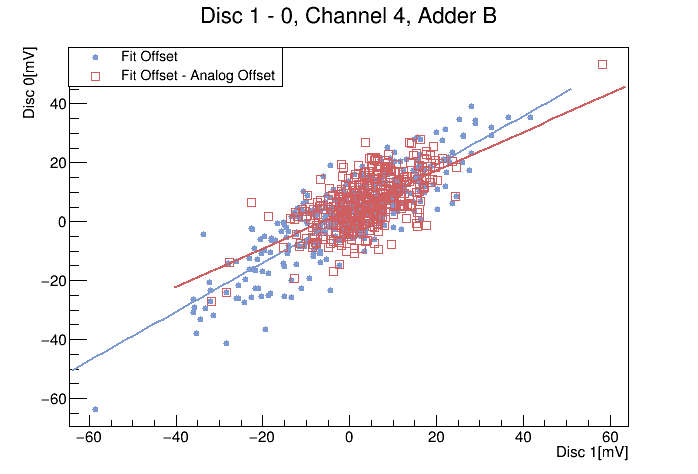 Disc 1 - 0, Channel 4, Adder B
Disc 0[mV]
Fit Offset
Fit Offset - Analog Offset
40
20
0
−20
−40
−60
−60 −40 −20 0 20 40 60
Disc 1[mV]